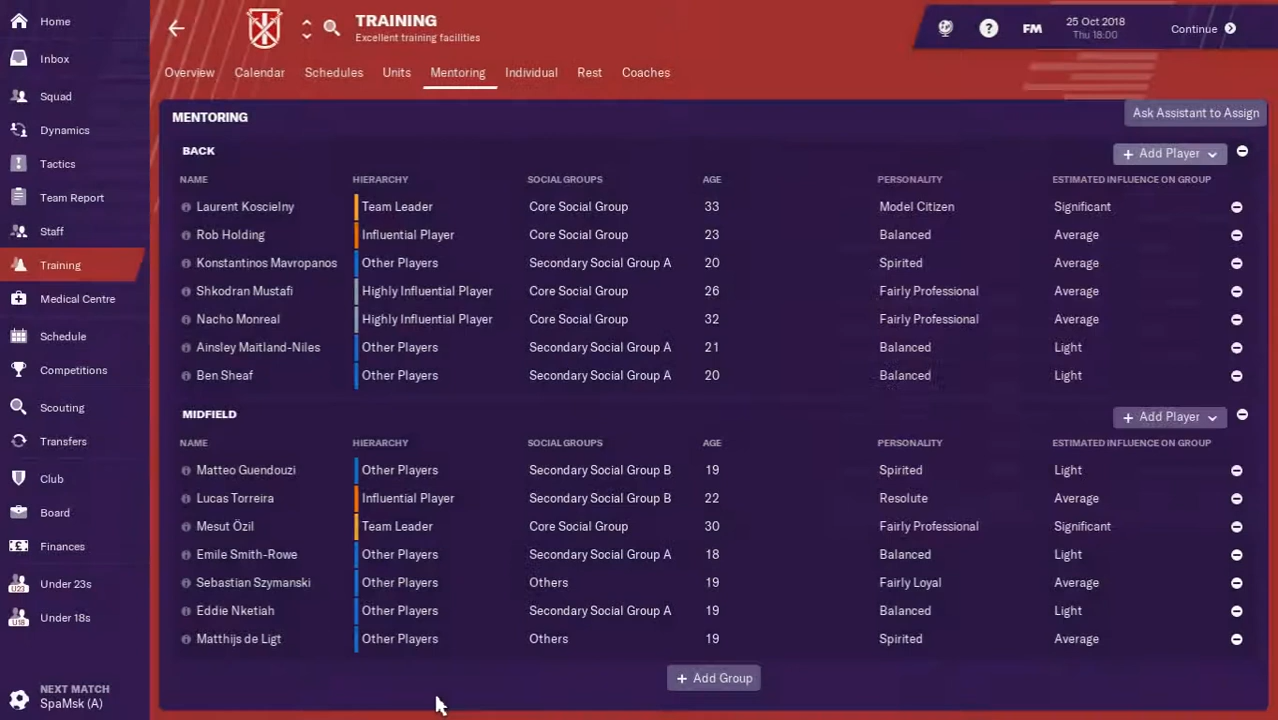 Home
Inbox
Squad
Dynamics
Tactics
Team Report
Staff
Training
Medical Centre
Schedule
Competitions
Scouting
Transfers
Club
Board
Finances
U23 Under 23s
U18 Under 18s
NEXT MATCH
SpaMsk (A)
TRAINING
Excellent training facilities
? FM 25 Oct 2018 Continue
Thu 18:00
Overview Calendar Schedules Units Mentoring Individual Rest Coaches
MENTORING Ask Assistant to Assign
BACK + Add Player
NAME HIERARCHY SOCIAL GROUPS AGE PERSONALITY ESTIMATED INFLUENCE ON GROUP
Laurent Koscielny Team Leader Core Social Group 33 Model Citizen Significant
Rob Holding Influential Player Core Social Group 23 Balanced Average
Konstantinos Mavropanos Other Players Secondary Social Group A 20 Spirited Average
Shkodran Mustafi Highly Influential Player Core Social Group 26 Fairly Professional Average
Nacho Monreal Highly Influential Player Core Social Group 32 Fairly Professional Average
Ainsley Maitland-Niles Other Players Secondary Social Group A 21 Balanced Light
Ben Sheaf Other Players Secondary Social Group A 20 Balanced Light
MIDFIELD + Add Player
NAME HIERARCHY SOCIAL GROUPS AGE PERSONALITY ESTIMATED INFLUENCE ON GROUP
Matteo Guendouzi Other Players Secondary Social Group B 19 Spirited Light
Lucas Torreira Influential Player Secondary Social Group B 22 Resolute Average
Mesut Özil Team Leader Core Social Group 30 Fairly Professional Significant
Emile Smith-Rowe Other Players Secondary Social Group A 18 Balanced Light
Sebastian Szymanski Other Players Others 19 Fairly Loyal Average
Eddie Nketiah Other Players Secondary Social Group A 19 Balanced Light
Matthijs de Ligt Other Players Others 19 Spirited Average
+ Add Group